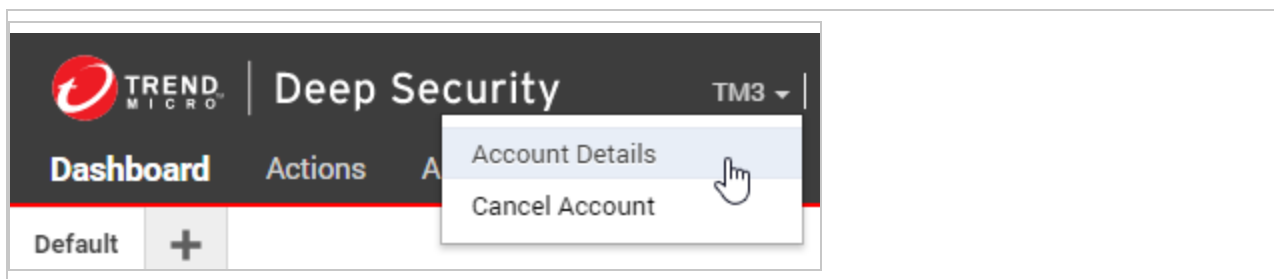 TREND MICRO Deep Security TM3
Dashboard Actions A
Account Details
Cancel Account
Default +